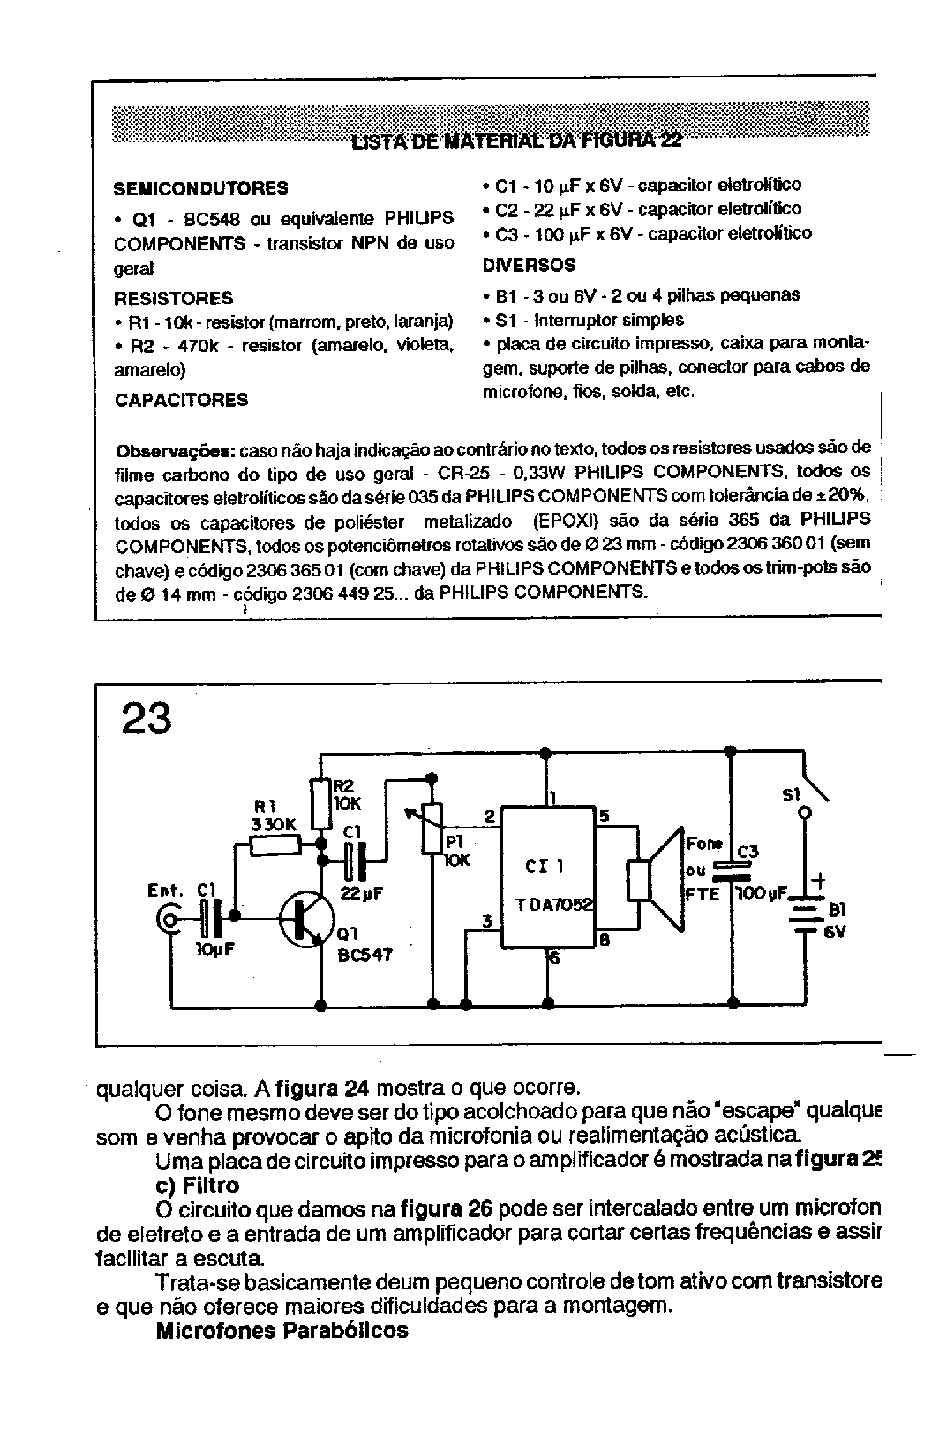 LISTA DE MATERIAL DA FIGURA 22
SEMICONDUTORES
• Q1 - BC548 ou equivalente PHILIPS
COMPONENTS - transistor NPN de uso
geral
RESISTORES
• R1 - 10k - resistor (marrom, preto, laranja)
• R2 - 470k - resistor (amarelo, violeta,
amarelo)
CAPACITORES
• C1 - 10 µF x 6V - capacitor eletrolítico
• C2 - 22 µF x 6V - capacitor eletrolítico
• C3 - 100 µF x 6V - capacitor eletrolítico
DIVERSOS
• B1 - 3 ou 6V - 2 ou 4 pilhas pequenas
• S1 - Interruptor simples
• placa de circuito impresso, caixa para monta-
gem, suporte de pilhas, conector para cabos de
microfone, fios, solda, etc.
Observações: caso não haja indicação ao contrário no texto, todos os resistores usados são de
filme carbono do tipo de uso geral - CR-25 - 0,33W PHILIPS COMPONENTS, todos os
capacitores eletrolíticos são da série 035 da PHILIPS COMPONENTS com tolerância de ± 20%,
todos os capacitores de poliéster metalizado (EPOXI) são da série 365 da PHILIPS
COMPONENTS, todos os potenciômetros rotativos são de Ø 23 mm - código 2306 360 01 (sem
chave) e código 2306 365 01 (com chave) da PHILIPS COMPONENTS e todos os trim-pots são
de Ø 14 mm - código 2306 449 25... da PHILIPS COMPONENTS.
23
R2
10K
R1
330K
C1
22µF
Ent.
C1
10µF
Q1
BC547
P1
10K
2
1
5
CI 1
TDA7052
3
6
8
Fone
ou
FTE
C3
100µF
S1
+
B1
6V
qualquer coisa. A figura 24 mostra o que ocorre.
O fone mesmo deve ser do tipo acolchoado para que não "escape" qualque
som e venha provocar o apito da microfonia ou realimentação acústica.
Uma placa de circuito impresso para o amplificador é mostrada na figura 25
c) Filtro
O circuito que damos na figura 26 pode ser intercalado entre um microfon
de eletreto e a entrada de um amplificador para cortar certas frequências e assir
facilitar a escuta.
Trata-se basicamente deum pequeno controle de tom ativo com transistore
e que não oferece maiores dificuldades para a montagem.
Microfones Parabólicos